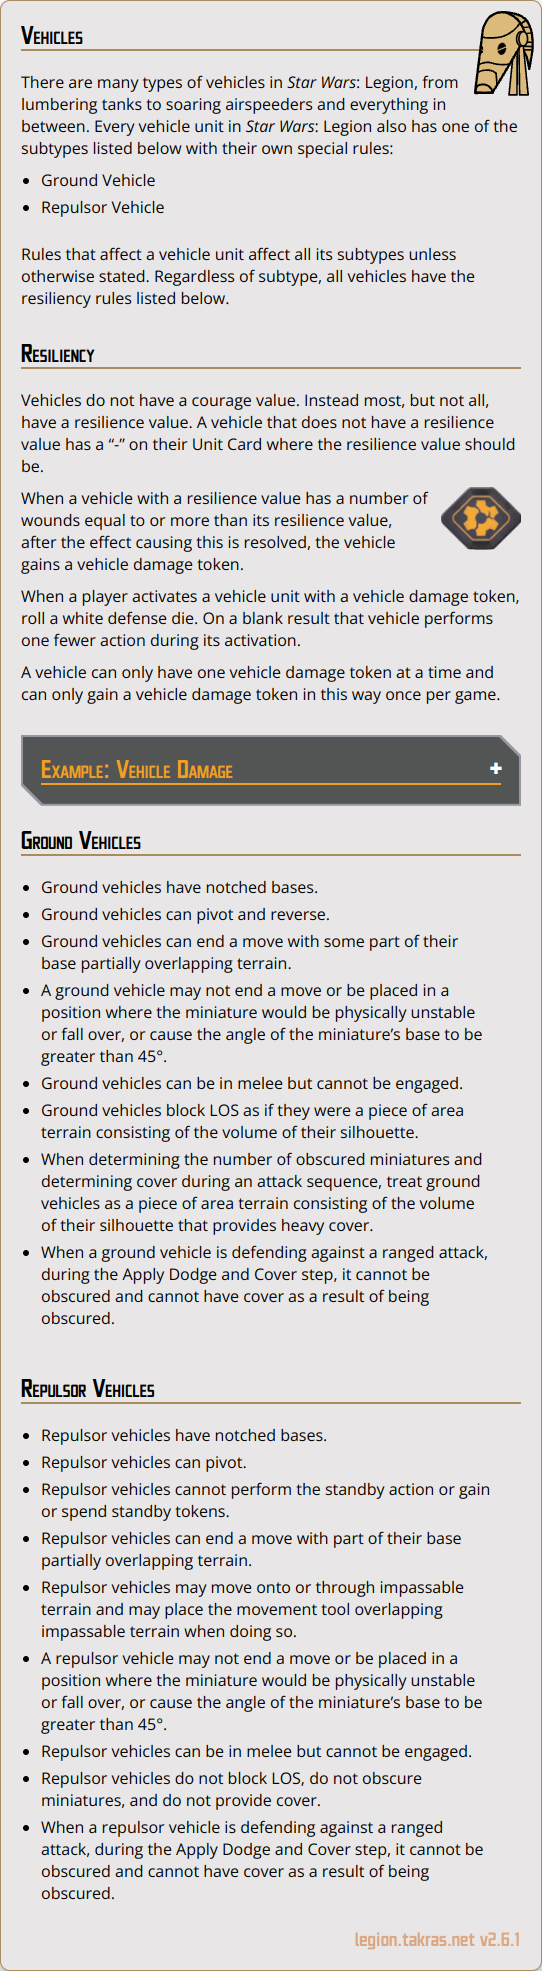 Vehicles
There are many types of vehicles in Star Wars: Legion, from
lumbering tanks to soaring airspeeders and everything in
between. Every vehicle unit in Star Wars: Legion also has one of the
subtypes listed below with their own special rules:
• Ground Vehicle
• Repulsor Vehicle
Rules that affect a vehicle unit affect all its subtypes unless
otherwise stated. Regardless of subtype, all vehicles have the
resiliency rules listed below.
Resiliency
Vehicles do not have a courage value. Instead most, but not all,
have a resilience value. A vehicle that does not have a resilience
value has a “-” on their Unit Card where the resilience value should
be.
When a vehicle with a resilience value has a number of
wounds equal to or more than its resilience value,
after the effect causing this is resolved, the vehicle
gains a vehicle damage token.
When a player activates a vehicle unit with a vehicle damage token,
roll a white defense die. On a blank result that vehicle performs
one fewer action during its activation.
A vehicle can only have one vehicle damage token at a time and
can only gain a vehicle damage token in this way once per game.
Example: Vehicle Damage +
Ground Vehicles
• Ground vehicles have notched bases.
• Ground vehicles can pivot and reverse.
• Ground vehicles can end a move with some part of their
base partially overlapping terrain.
• A ground vehicle may not end a move or be placed in a
position where the miniature would be physically unstable
or fall over, or cause the angle of the miniature’s base to be
greater than 45°.
• Ground vehicles can be in melee but cannot be engaged.
• Ground vehicles block LOS as if they were a piece of area
terrain consisting of the volume of their silhouette.
• When determining the number of obscured miniatures and
determining cover during an attack sequence, treat ground
vehicles as a piece of area terrain consisting of the volume
of their silhouette that provides heavy cover.
• When a ground vehicle is defending against a ranged attack,
during the Apply Dodge and Cover step, it cannot be
obscured and cannot have cover as a result of being
obscured.
Repulsor Vehicles
• Repulsor vehicles have notched bases.
• Repulsor vehicles can pivot.
• Repulsor vehicles cannot perform the standby action or gain
or spend standby tokens.
• Repulsor vehicles can end a move with part of their base
partially overlapping terrain.
• Repulsor vehicles may move onto or through impassable
terrain and may place the movement tool overlapping
impassable terrain when doing so.
• A repulsor vehicle may not end a move or be placed in a
position where the miniature would be physically unstable
or fall over, or cause the angle of the miniature’s base to be
greater than 45°.
• Repulsor vehicles can be in melee but cannot be engaged.
• Repulsor vehicles do not block LOS, do not obscure
miniatures, and do not provide cover.
• When a repulsor vehicle is defending against a ranged
attack, during the Apply Dodge and Cover step, it cannot be
obscured and cannot have cover as a result of being
obscured.
legion.takras.net v2.6.1